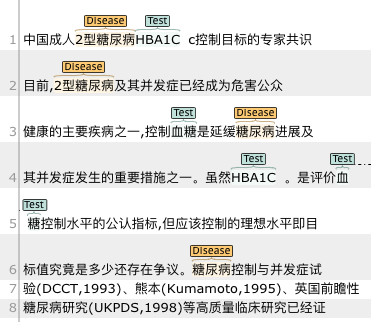 Disease Test
1 中国成人2型糖尿病HBA1C c控制目标的专家共识
Disease
2 目前,2型糖尿病及其并发症已经成为危害公众
Test Disease
3 健康的主要疾病之一,控制血糖是延缓糖尿病进展及
Test Test
4 其并发症发生的重要措施之一。虽然HBA1C 。是评价血
Test
5 糖控制水平的公认指标,但应该控制的理想水平即目
Disease
6 标值究竟是多少还存在争议。糖尿病控制与并发症试
7 验(DCCT,1993)、熊本(Kumamoto,1995)、英国前瞻性
8 糖尿病研究(UKPDS,1998)等高质量临床研究已经证